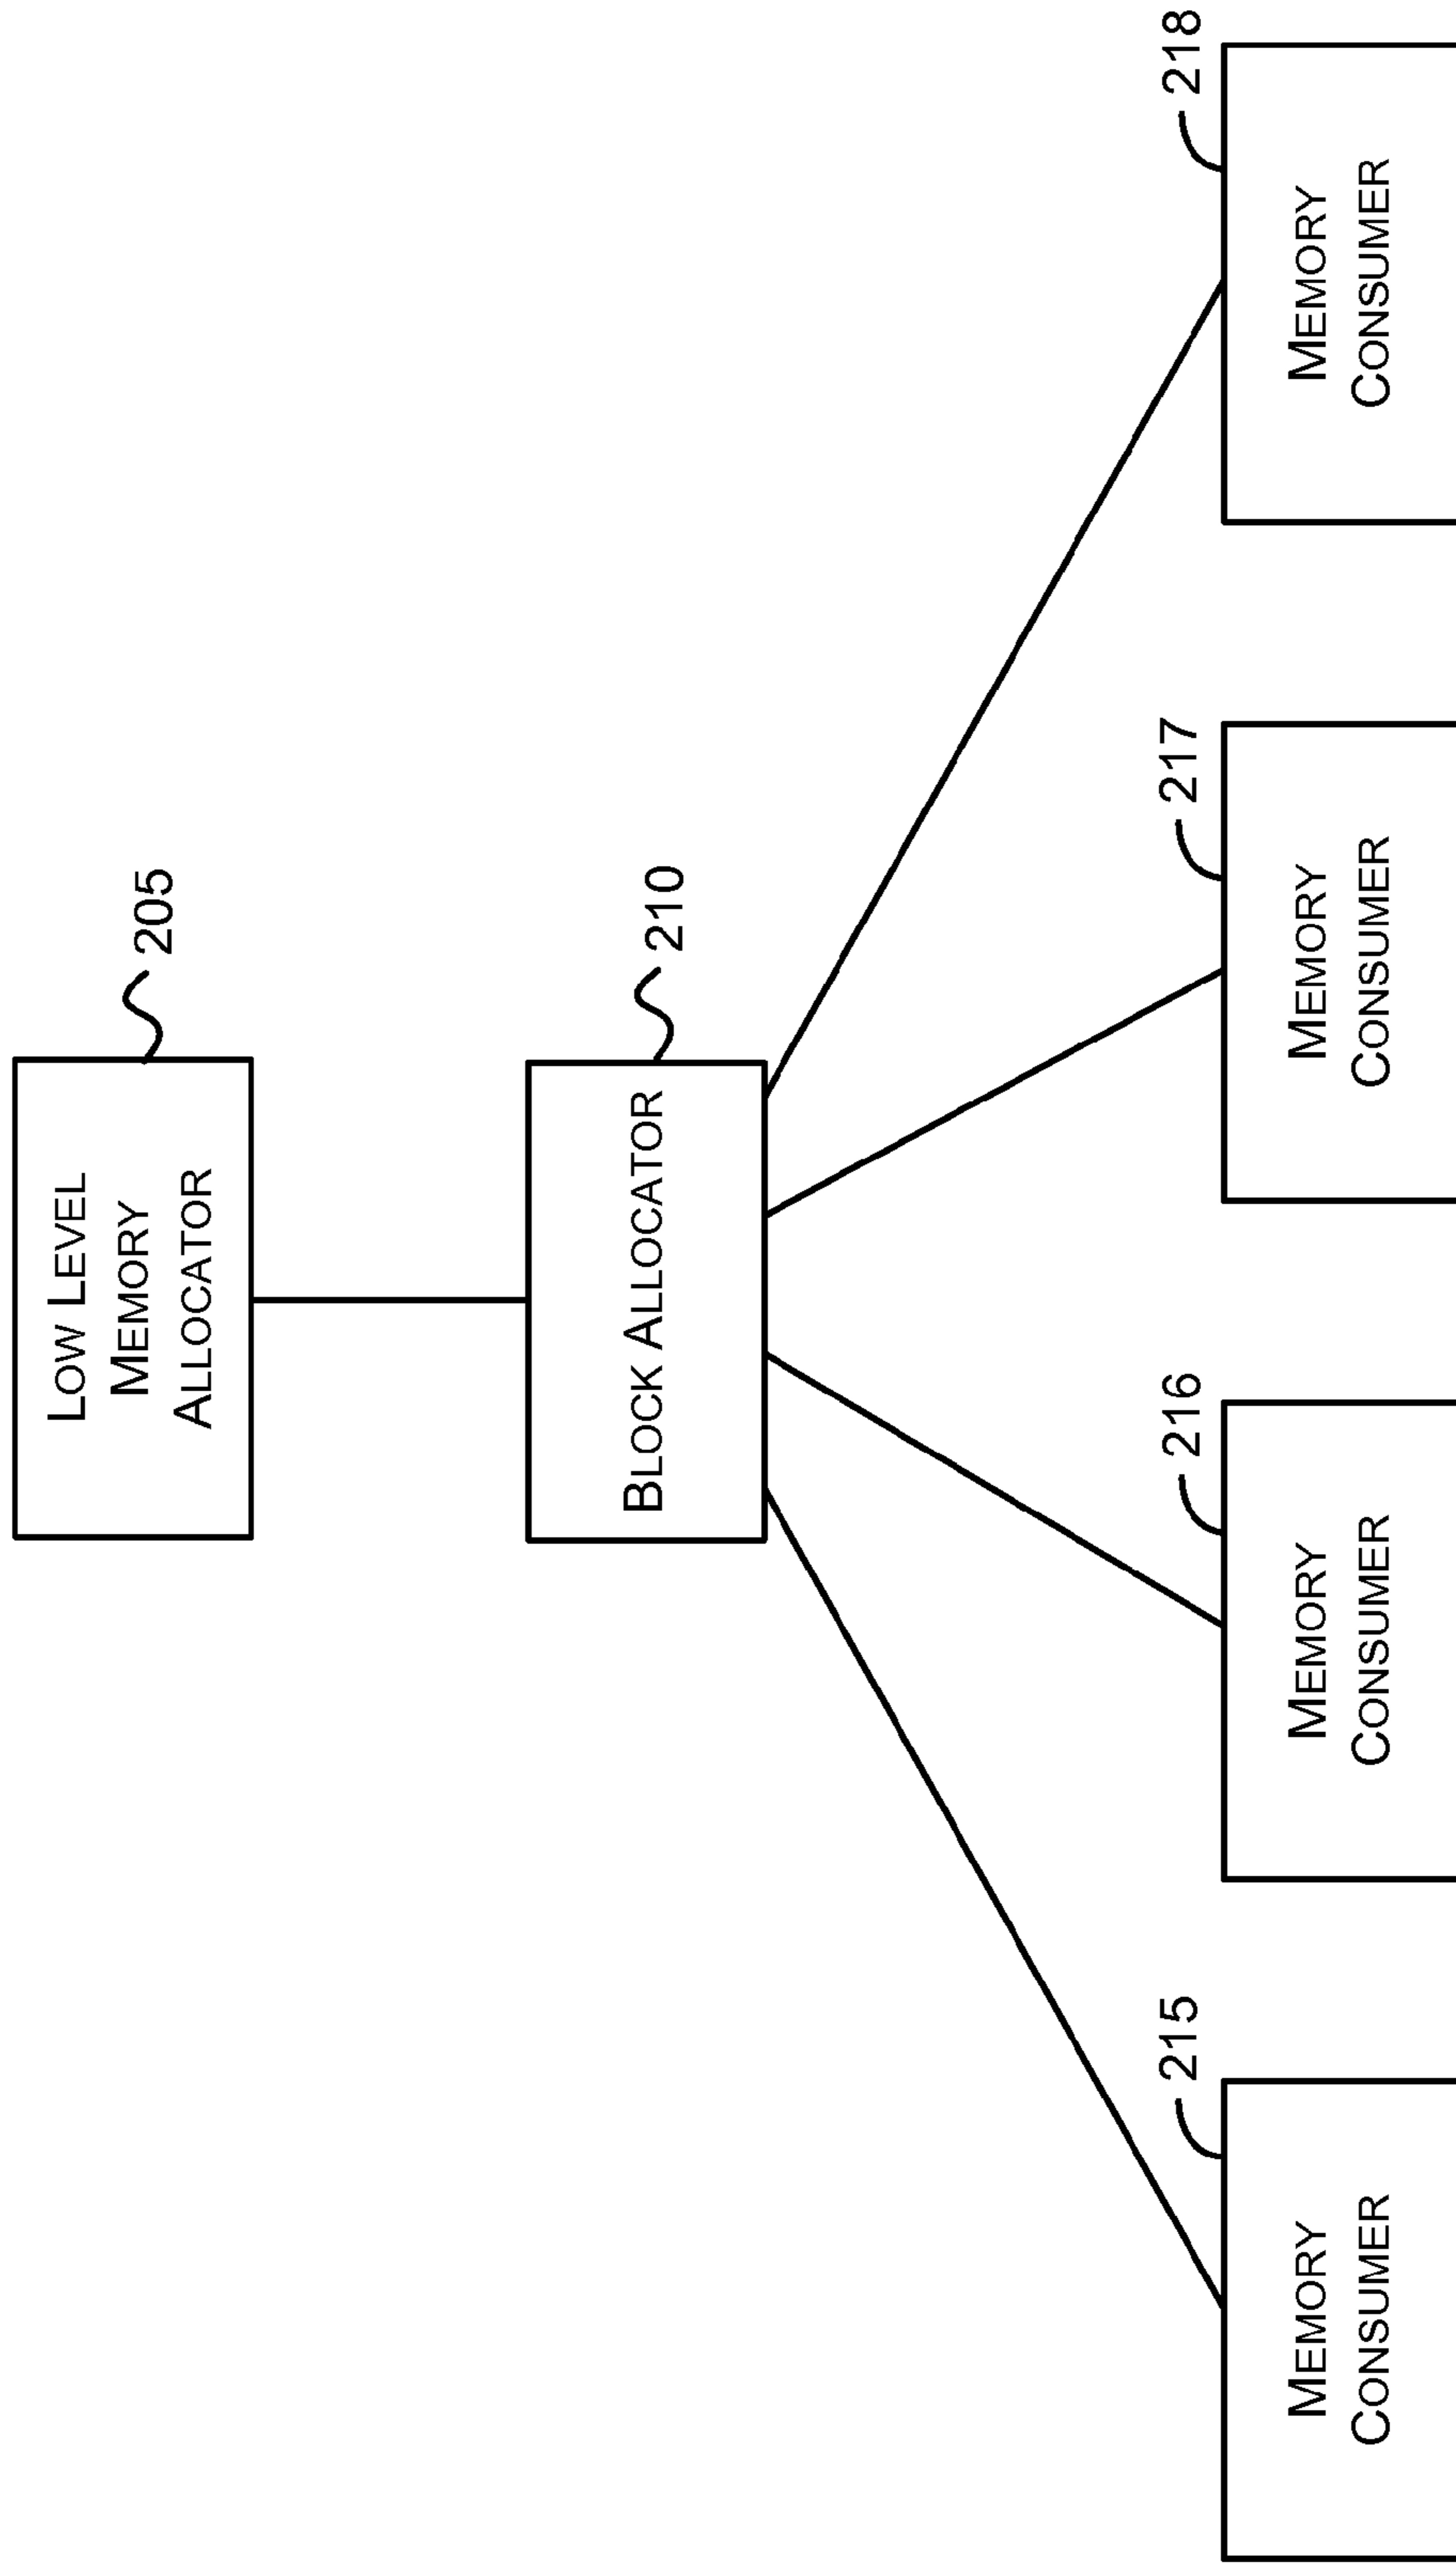 LOW LEVEL
MEMORY
ALLOCATOR
205
BLOCK ALLOCATOR
210
215
MEMORY
CONSUMER
216
MEMORY
CONSUMER
217
MEMORY
CONSUMER
218
MEMORY
CONSUMER